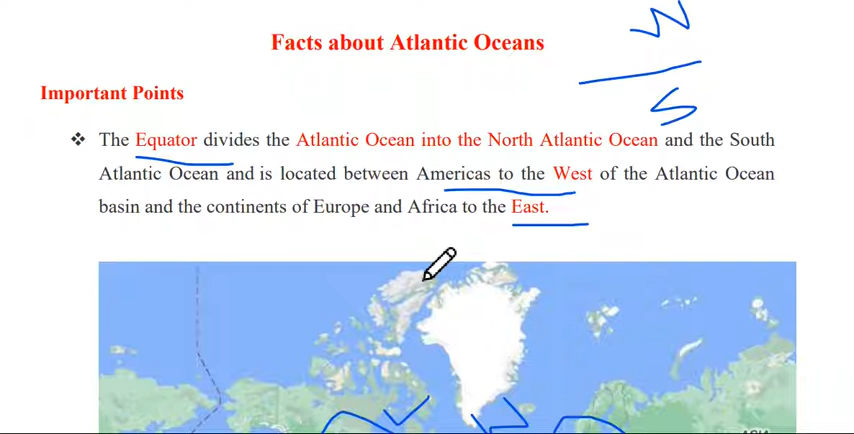 N
Facts about Atlantic Oceans
S
Important Points
❖ The Equator divides the Atlantic Ocean into the North Atlantic Ocean and the South
Atlantic Ocean and is located between Americas to the West of the Atlantic Ocean
basin and the continents of Europe and Africa to the East.
N
ASIA